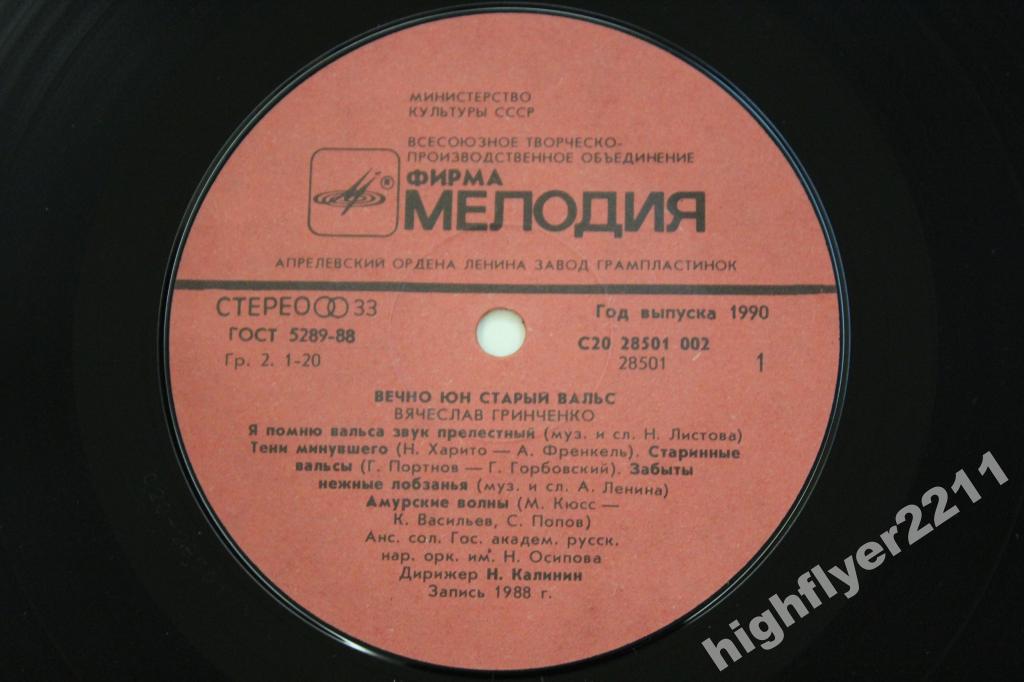 МИНИСТЕРСТВО
КУЛЬТУРЫ СССР
ВСЕСОЮЗНОЕ ТВОРЧЕСКО-
ПРОИЗВОДСТВЕННОЕ ОБЪЕДИНЕНИЕ
ФИРМА
МЕЛОДИЯ
АПРЕЛЕВСКИЙ ОРДЕНА ЛЕНИНА ЗАВОД ГРАМПЛАСТИНОК
СТЕРЕО 33
ГОСТ 5289-88
Гр. 2. 1-20
Год выпуска 1990
С20 28501 002
28501
1
ВЕЧНО ЮН СТАРЫЙ ВАЛЬС
ВЯЧЕСЛАВ ГРИНЧЕНКО
Я помню вальса звук прелестный (муз. и сл. Н. Листова)
Тени минувшего (Н. Харито — А. Френкель). Старинные
вальсы (Г. Портнов — Г. Горбовский). Забыты
нежные лобзанья (муз. и сл. А. Ленина)
Амурские волны (М. Кюсс —
К. Васильев, С. Попов)
Анс. сол. Гос. академ. русск.
нар. орк. им. Н. Осипова
Дирижер Н. Калинин
Запись 1988 г.
highflyer2211